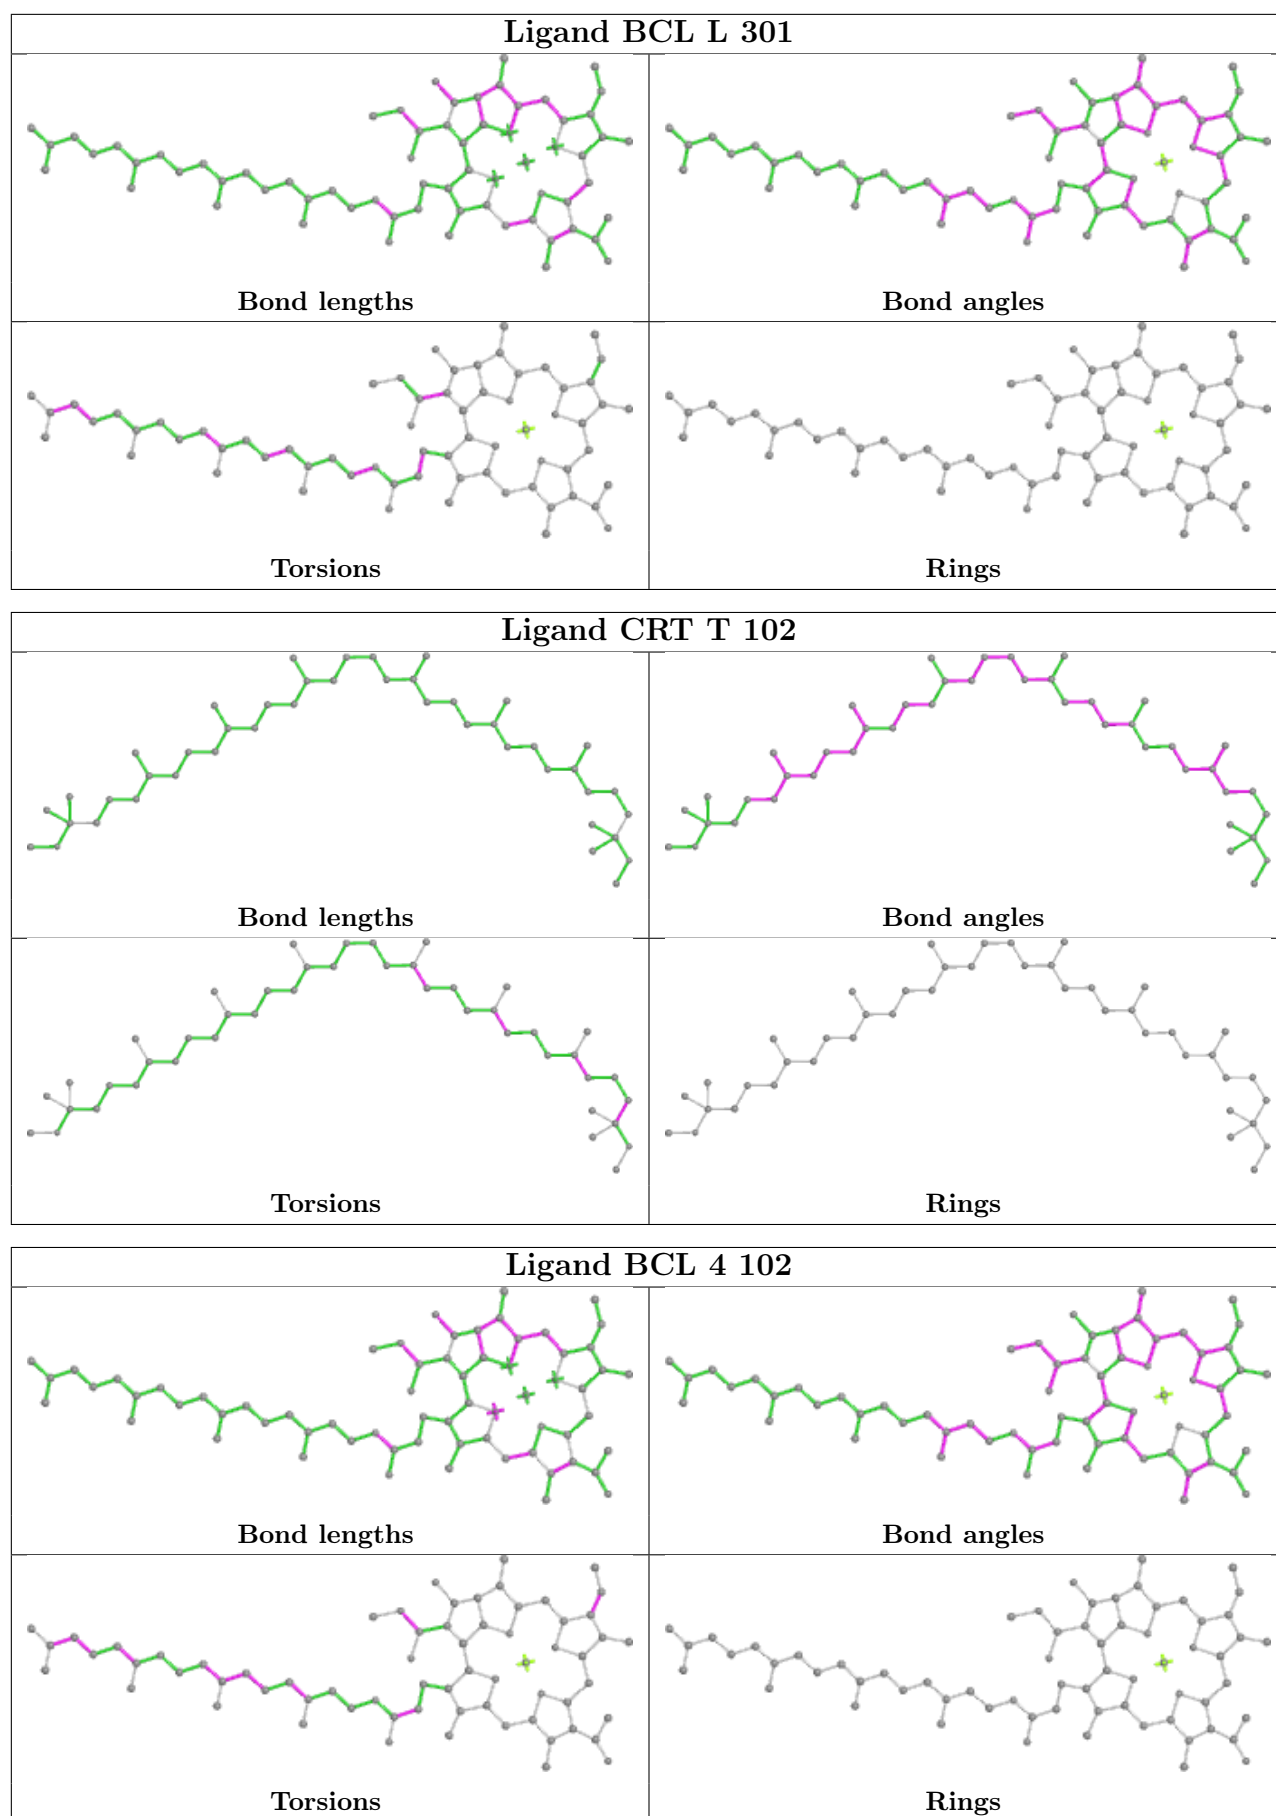 Ligand BCL L 301
Bond lengths
Bond angles
Torsions
Rings
Ligand CRT T 102
Bond lengths
Bond angles
Torsions
Rings
Ligand BCL 4 102
Bond lengths
Bond angles
Torsions
Rings